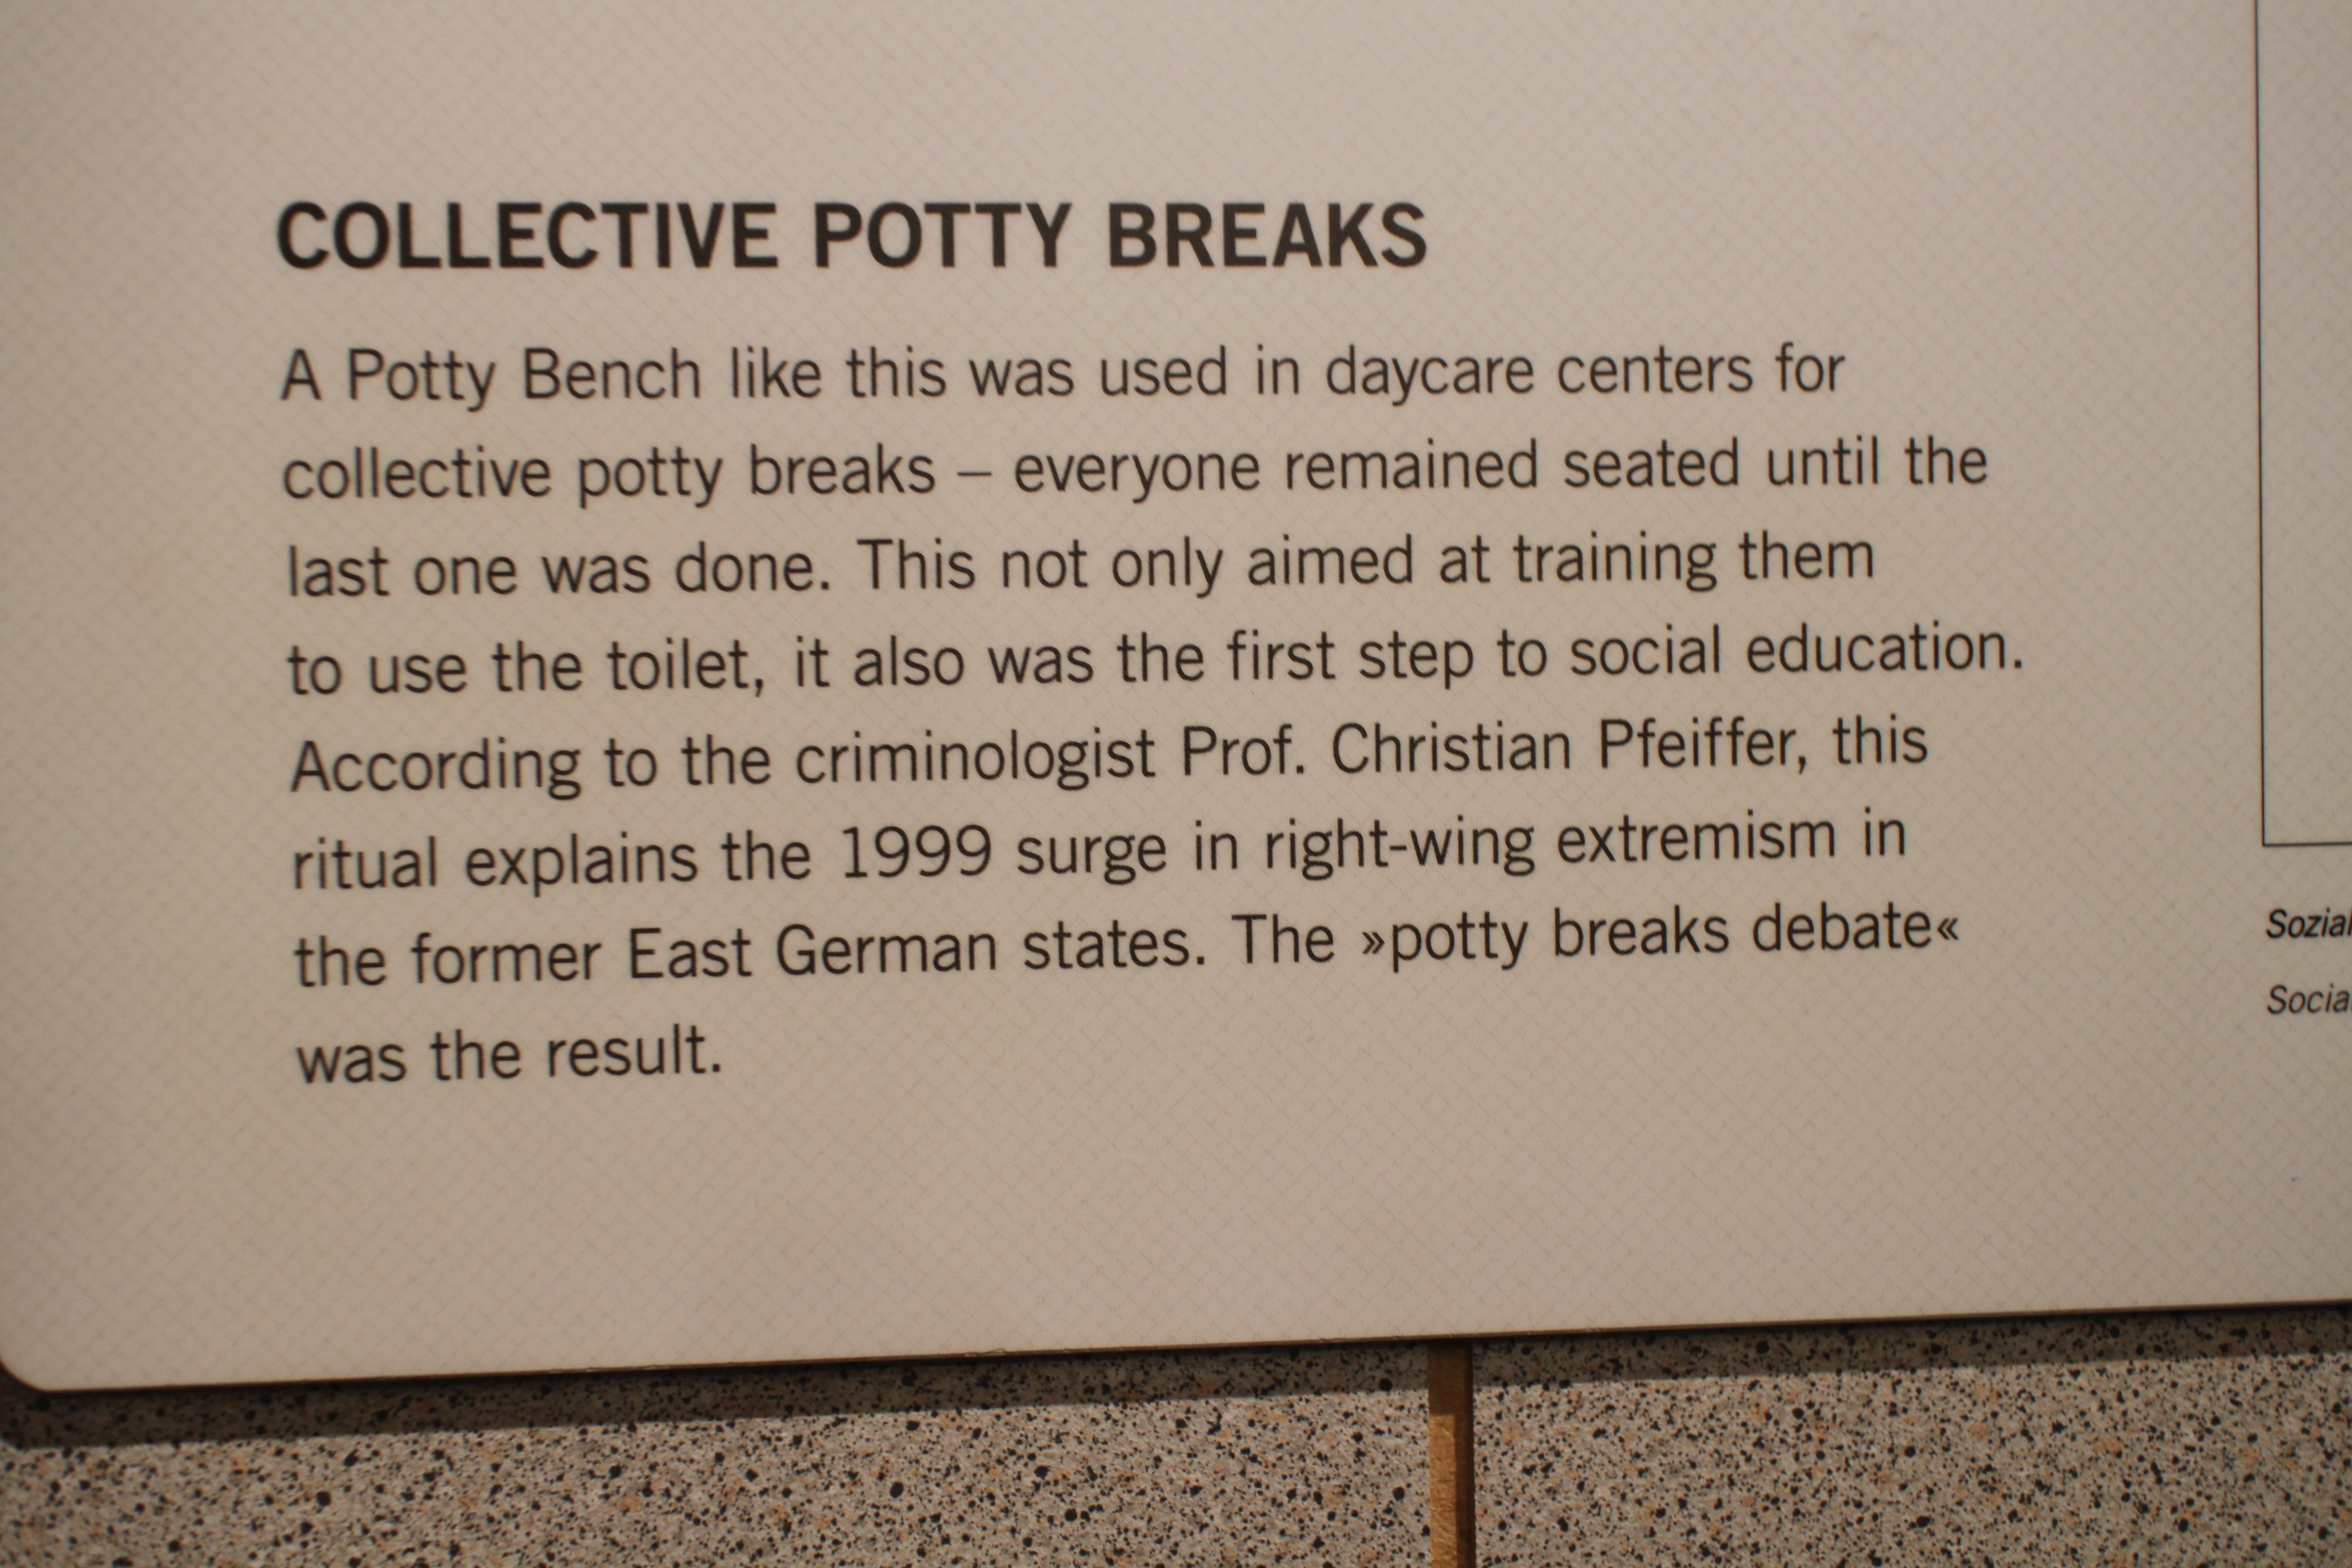 COLLECTIVE POTTY BREAKS
A Potty Bench like this was used in daycare centers for
collective potty breaks – everyone remained seated until the
last one was done. This not only aimed at training them
to use the toilet, it also was the first step to social education.
According to the criminologist Prof. Christian Pfeiffer, this
ritual explains the 1999 surge in right-wing extremism in
the former East German states. The »potty breaks debate«
was the result.